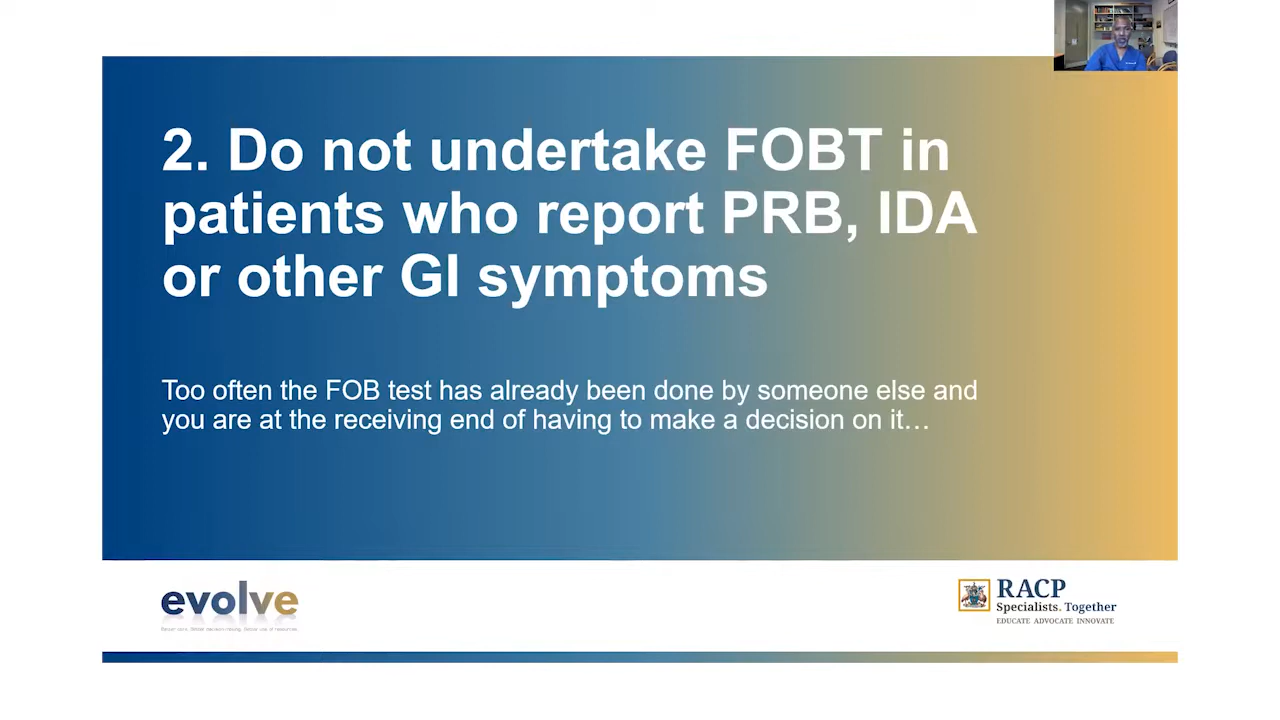 2. Do not undertake FOBT in
patients who report PRB, IDA
or other GI symptoms
Too often the FOB test has already been done by someone else and
you are at the receiving end of having to make a decision on it…
evolve
RACP
Specialists. Together
EDUCATE ADVOCATE INNOVATE